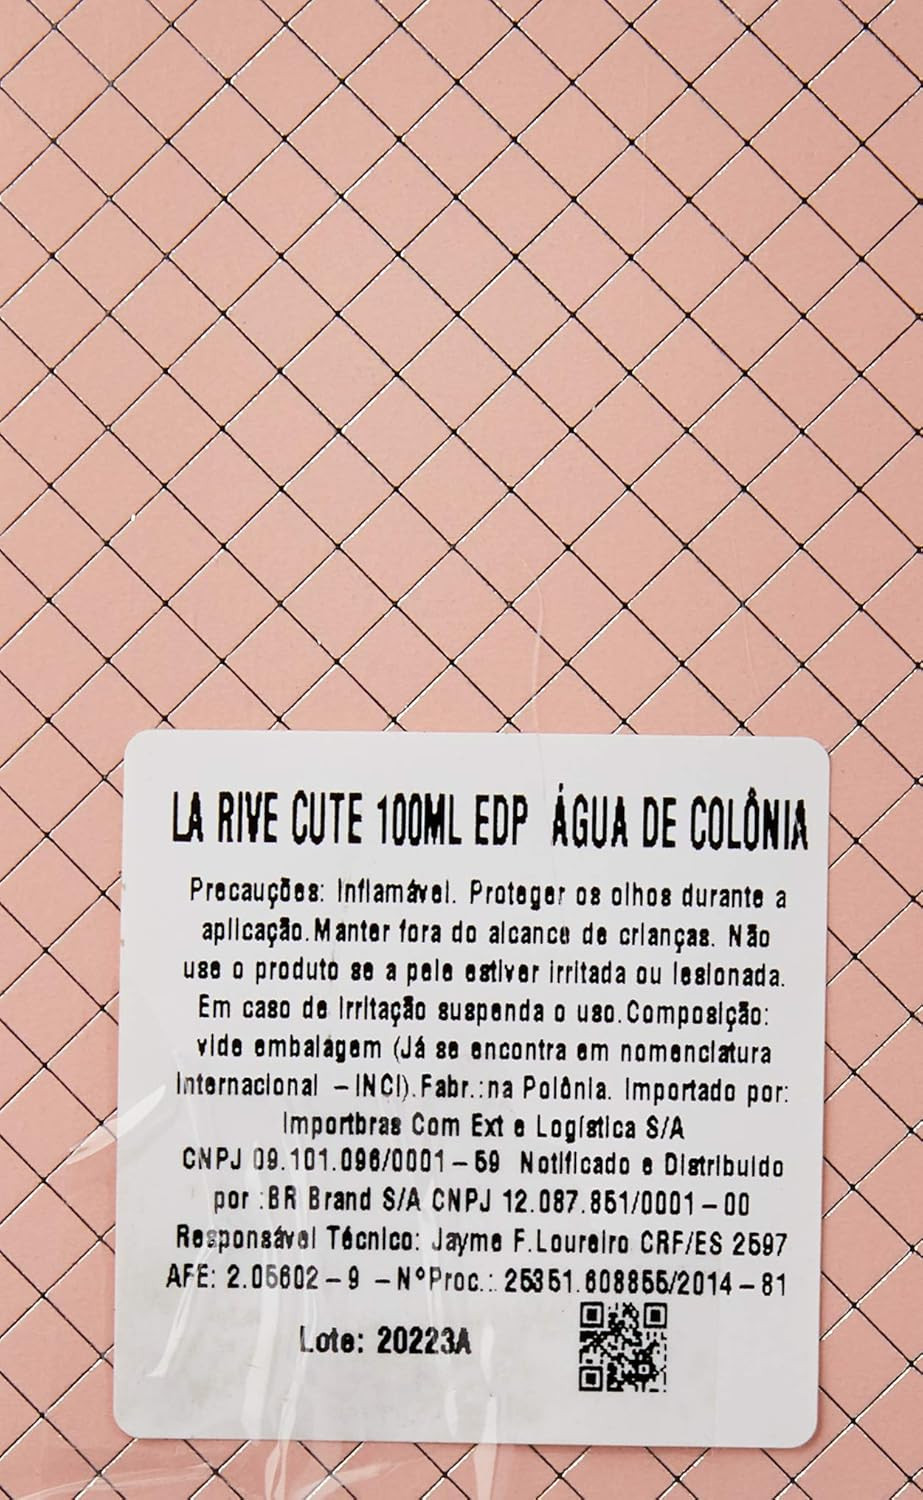 LA RIVE CUTE 100ML EDP ÁGUA DE COLÔNIA
Precauções: Inflamável. Proteger os olhos durante a
aplicação.Manter fora do alcance de crianças. Não
use o produto se a pele estiver irritada ou lesionada.
Em caso de irritação suspenda o uso.Composição:
vide embalagem (Já se encontra em nomenclatura
Internacional – INCI).Fabr.:na Polônia. Importado por:
Importbras Com Ext e Logística S/A
CNPJ 09.101.096/0001-59 Notificado e Distribuido
por :BR Brand S/A CNPJ 12.087.851/0001-00
Responsável Técnico: Jayme F.Loureiro CRF/ES 2597
AFE: 2.05602-9 –N°Proc.: 25351.608855/2014-81
Lote: 20223A